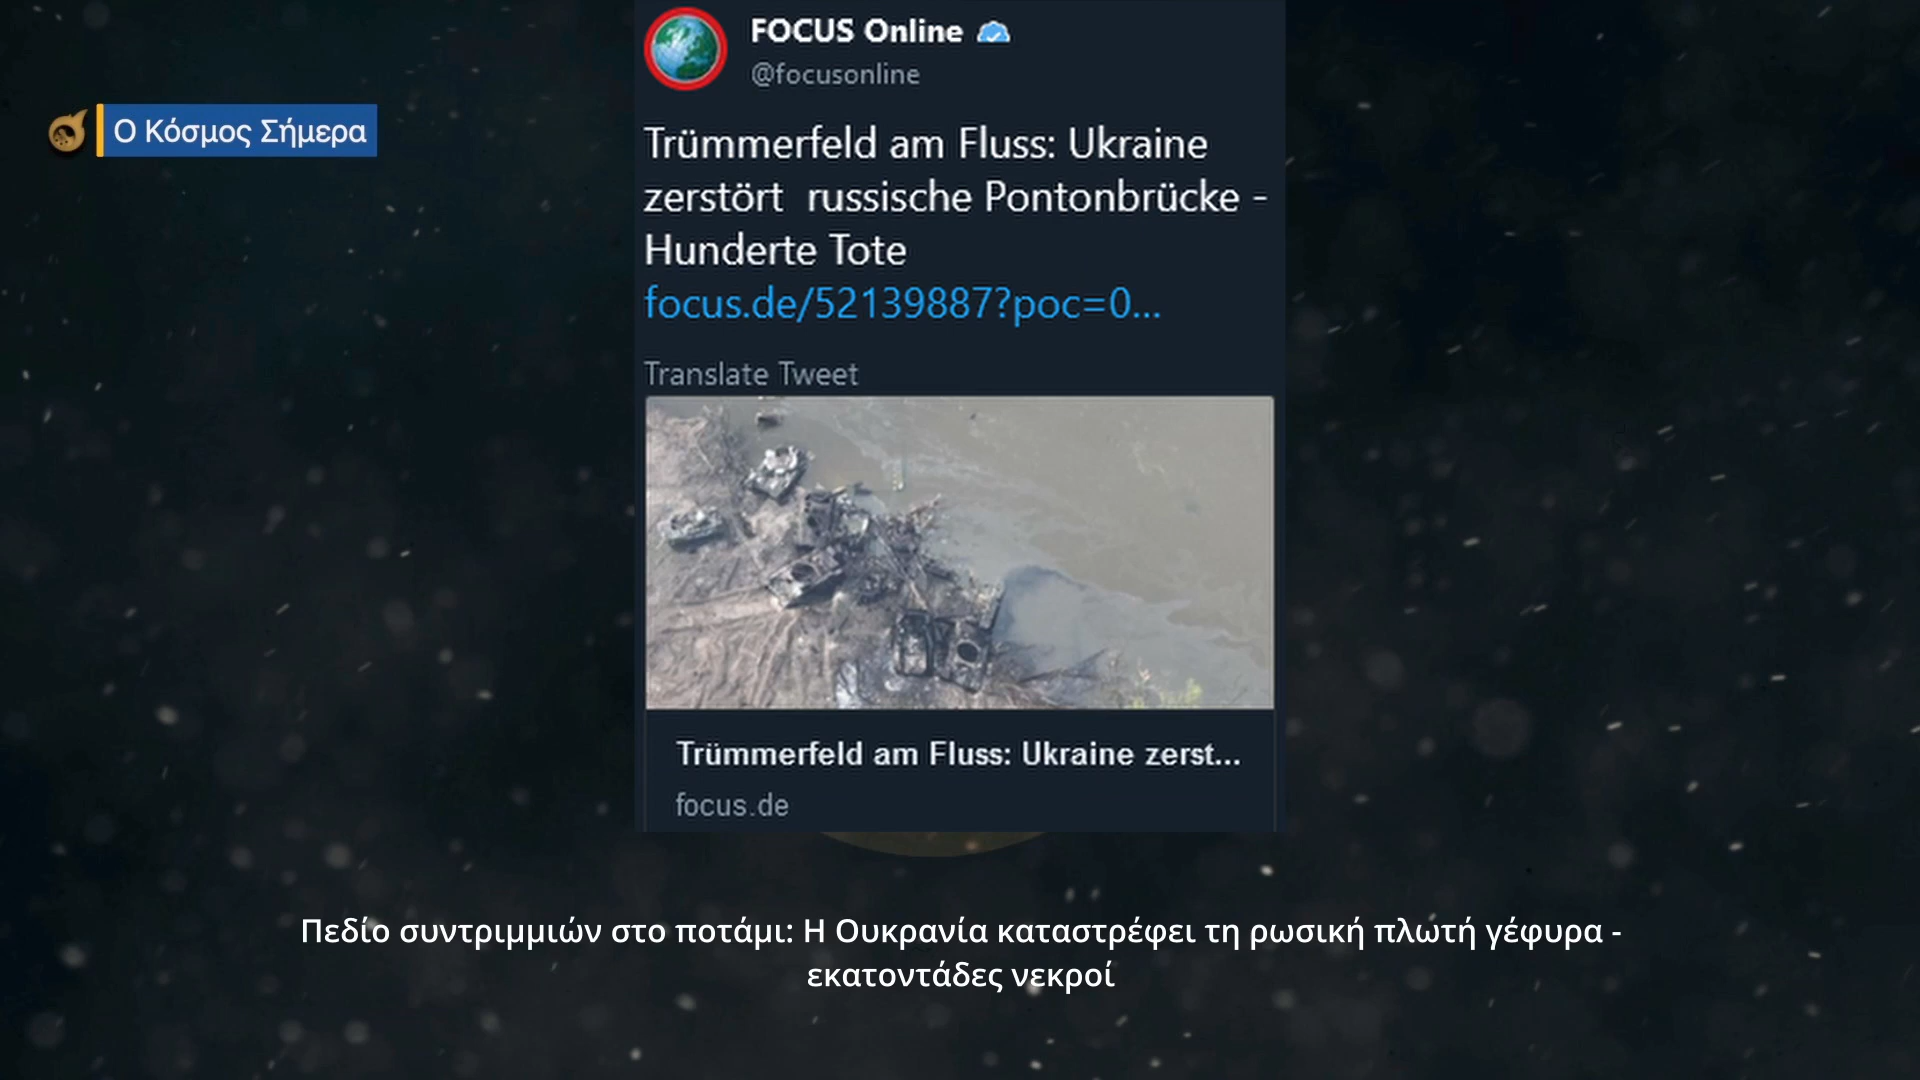 FOCUS Online
@focusonline
Ο Κόσμος Σήμερα
Trümmerfeld am Fluss: Ukraine
zerstört russische Pontonbrücke -
Hunderte Tote
focus.de/52139887?poc=0...
Translate Tweet
Trümmerfeld am Fluss: Ukraine zerst...
focus.de
Πεδίο συντριμμιών στο ποτάμι: Η Ουκρανία καταστρέφει τη ρωσική πλωτή γέφυρα -
εκατοντάδες νεκροί